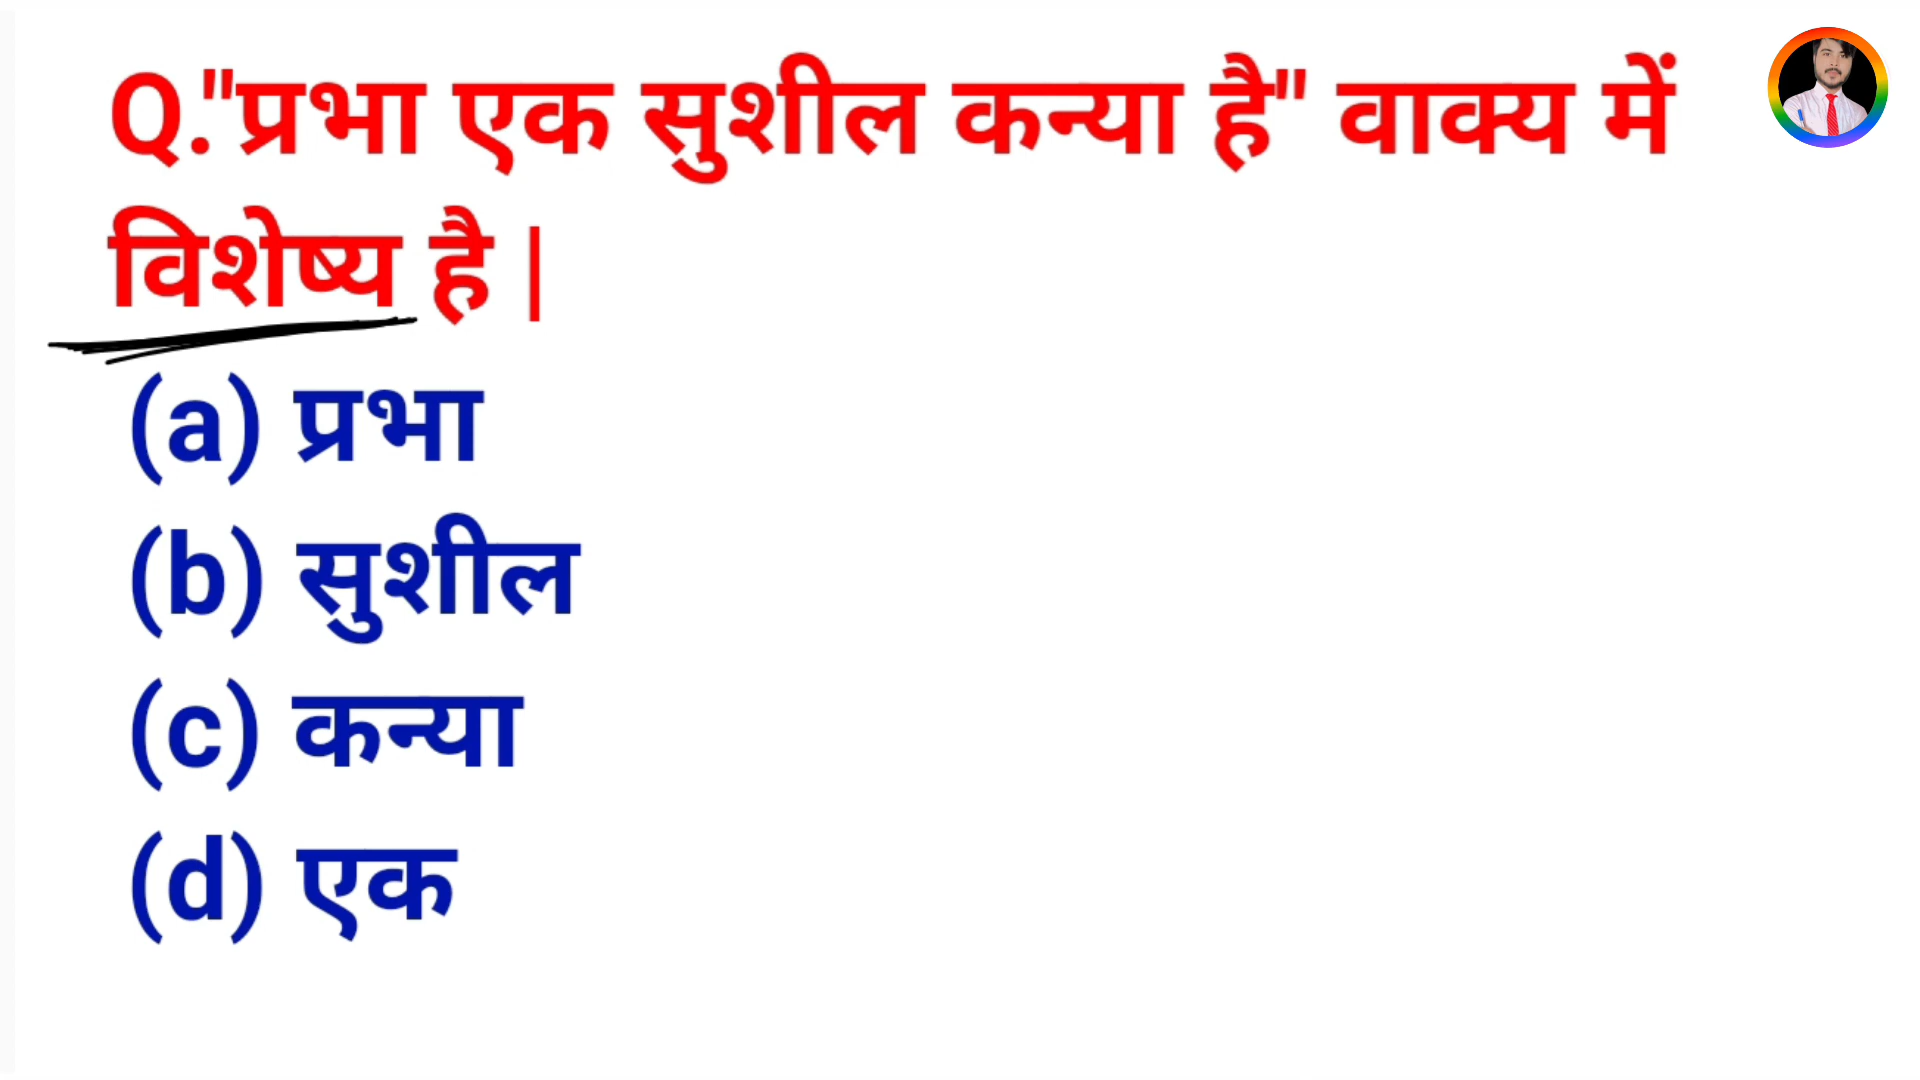 Q."प्रभा एक सुशील कन्या है" वाक्य में
विशेष्य है |
(a) प्रभा
(b) सुशील
(c) कन्या
(d) एक